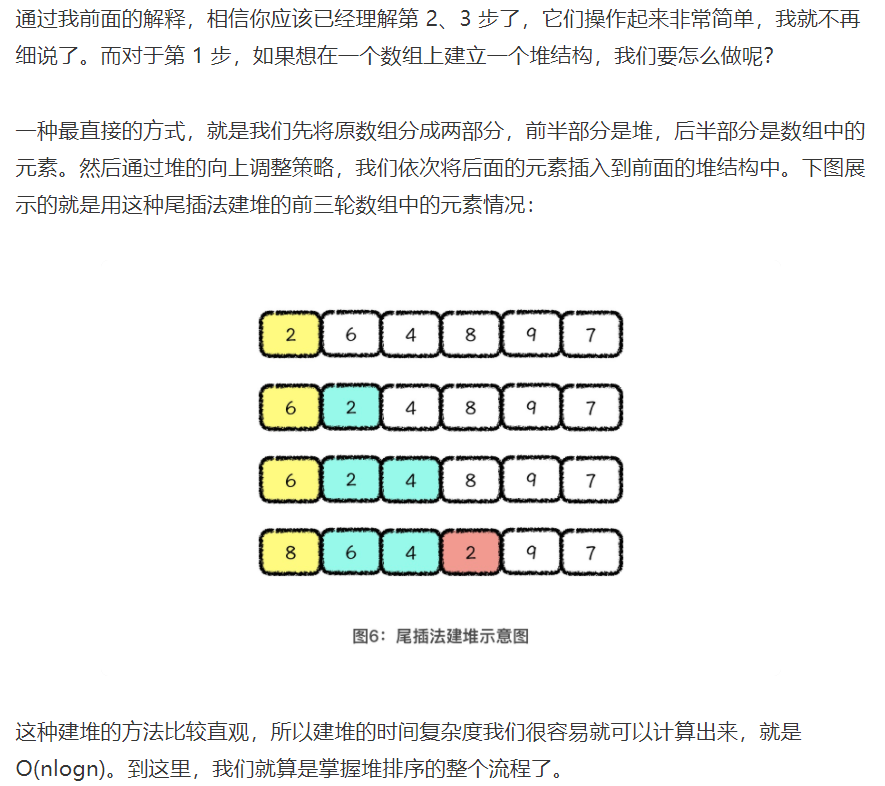 通过我前面的解释，相信你应该已经理解第 2、3 步了，它们操作起来非常简单，我就不再
细说了。而对于第 1 步，如果想在一个数组上建立一个堆结构，我们要怎么做呢？
一种最直接的方式，就是我们先将原数组分成两部分，前半部分是堆，后半部分是数组中的
元素。然后通过堆的向上调整策略，我们依次将后面的元素插入到前面的堆结构中。下图展
示的就是用这种尾插法建堆的前三轮数组中的元素情况：
2 6 4 8 9 7
6 2 4 8 9 7
6 2 4 8 9 7
8 6 4 2 9 7
图6：尾插法建堆示意图
这种建堆的方法比较直观，所以建堆的时间复杂度我们很容易就可以计算出来，就是
O(nlogn)。到这里，我们就算是掌握堆排序的整个流程了。